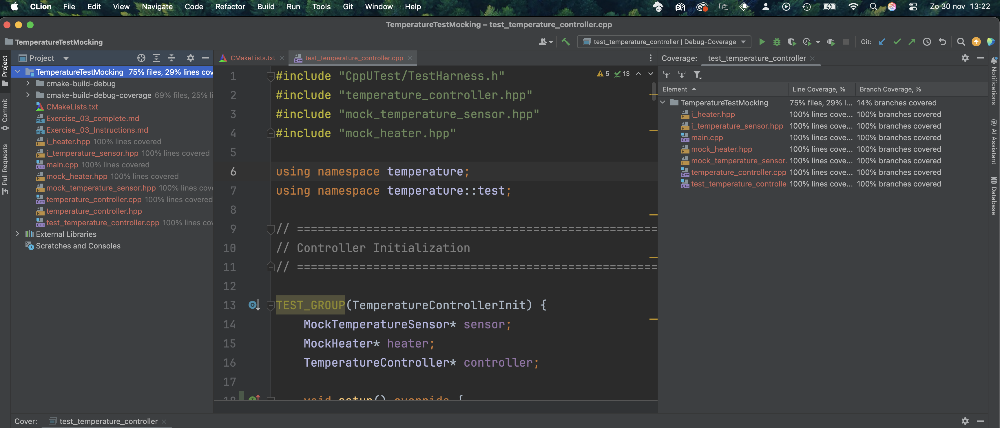 CLion File Edit View Navigate Code Refactor Build Run Tools Git Window Help Zo 30 nov 13:22
TemperatureTestMocking – test_temperature_controller.cpp
TemperatureTestMocking test_temperature_controller | Debug-Coverage Git:
Project
Commit
Pull Requests
Project
TemperatureTestMocking 75% files, 29% lines cov
cmake-build-debug
cmake-build-debug-coverage 69% files, 25% li
CMakeLists.txt
Exercise_03_complete.md
Exercise_03_Instructions.md
i_heater.hpp 100% lines covered
i_temperature_sensor.hpp 100% lines covered
main.cpp 100% lines covered
mock_heater.hpp 100% lines covered
mock_temperature_sensor.hpp 100% lines cove
temperature_controller.cpp 100% lines covered
temperature_controller.hpp
test_temperature_controller.cpp 100% lines cov
External Libraries
Scratches and Consoles
CMakeLists.txt test_temperature_controller.cpp
5 13
1 #include "CppUTest/TestHarness.h"
2 #include "temperature_controller.hpp"
3 #include "mock_temperature_sensor.hpp"
4 #include "mock_heater.hpp"
5
6 using namespace temperature;
7 using namespace temperature::test;
8
9 // ====================================================
10 // Controller Initialization
11 // ====================================================
12
13 TEST_GROUP(TemperatureControllerInit) {
14 MockTemperatureSensor* sensor;
15 MockHeater* heater;
16 TemperatureController* controller;
17
18 void setup() override {
Coverage: test_temperature_controller
Element Line Coverage, % Branch Coverage, %
TemperatureTestMocking 75% files, 29% l... 14% branches covered
i_heater.hpp 100% lines cove... 100% branches covered
i_temperature_sensor.hpp 100% lines cove... 100% branches covered
main.cpp 100% lines cove... 100% branches covered
mock_heater.hpp 100% lines cove... 100% branches covered
mock_temperature_sensor. 100% lines cove... 100% branches covered
temperature_controller.cpp 100% lines cove... 100% branches covered
test_temperature_controller 100% lines cove... 100% branches covered
Notifications
AI Assistant
Database
Cover: test_temperature_controller